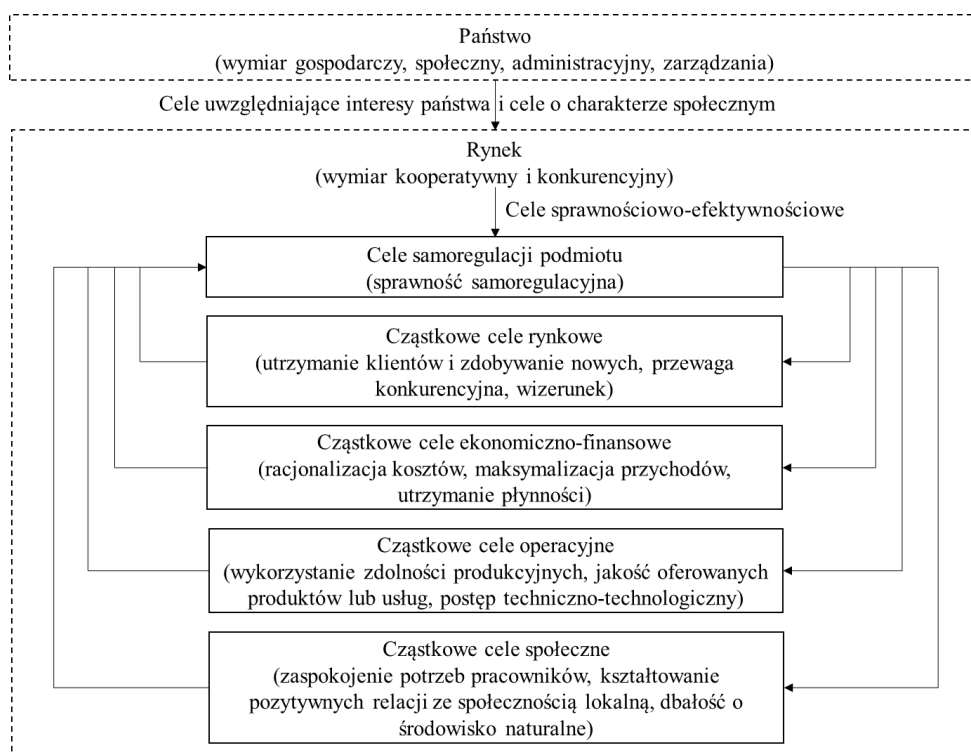 Państwo
(wymiar gospodarczy, społeczny, administracyjny, zarządzania)
Cele uwzględniające interesy państwa i cele o charakterze społecznym
Rynek
(wymiar kooperatywny i konkurencyjny)
Cele sprawnościowo-efektywnościowe
Cele samoregulacji podmiotu
(sprawność samoregulacyjna)
Cząstkowe cele rynkowe
(utrzymanie klientów i zdobywanie nowych, przewaga
konkurencyjna, wizerunek)
Cząstkowe cele ekonomiczno-finansowe
(racjonalizacja kosztów, maksymalizacja przychodów,
utrzymanie płynności)
Cząstkowe cele operacyjne
(wykorzystanie zdolności produkcyjnych, jakość oferowanych
produktów lub usług, postęp techniczno-technologiczny)
Cząstkowe cele społeczne
(zaspokojenie potrzeb pracowników, kształtowanie
pozytywnych relacji ze społecznością lokalną, dbałość o
środowisko naturalne)